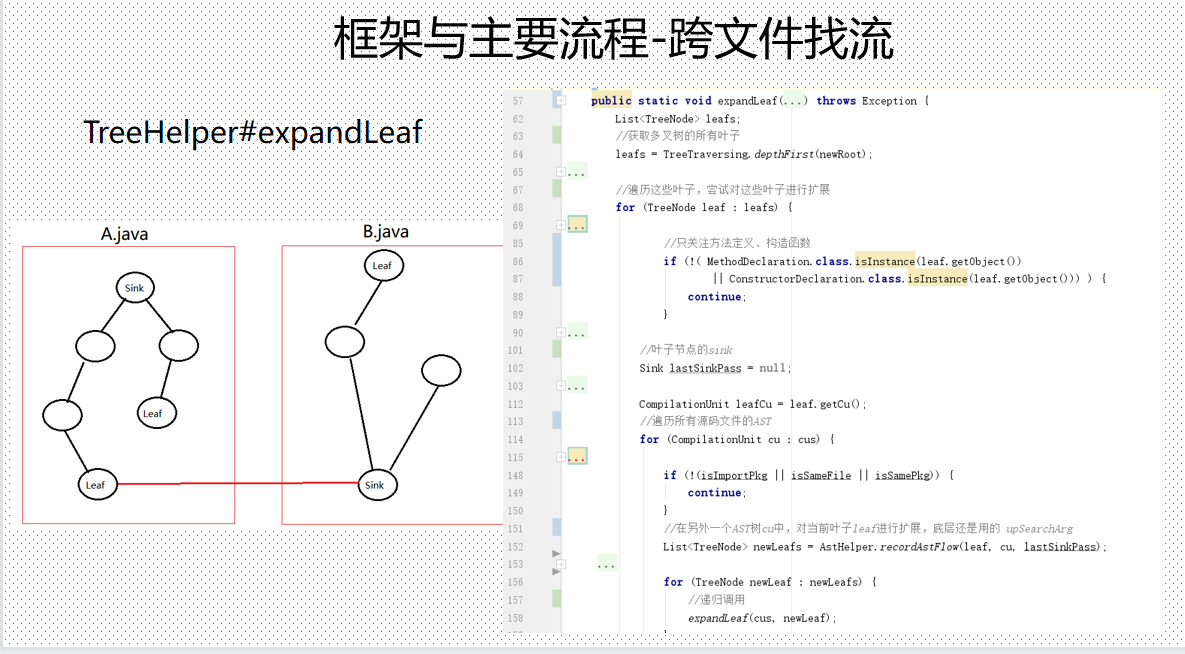 框架与主要流程-跨文件找流
TreeHelper#expandLeaf
A.java
Sink
Leaf
Leaf
B.java
Leaf
Sink
57 public static void expandLeaf(...) throws Exception {
62 List<TreeNode> leafs;
63 //获取多叉树的所有叶子
64 leafs = TreeTraversing.depthFirst(newRoot);
65 ...
67 //遍历这些叶子，尝试对这些叶子进行扩展
68 for (TreeNode leaf : leafs) {
69 ...
85 //只关注方法定义、构造函数
86 if (!( MethodDeclaration.class.isInstance(leaf.getObject())
87 || ConstructorDeclaration.class.isInstance(leaf.getObject())) ) {
88 continue;
89 }
90 ...
101 //叶子节点的sink
102 Sink lastSinkPass = null;
103 ...
112 CompilationUnit leafCu = leaf.getCu();
113 //遍历所有源码文件的AST
114 for (CompilationUnit cu : cus) {
115 ...
148 if (!(isImportPkg || isSameFile || isSamePkg)) {
149 continue;
150 }
151 //在另外一个AST树cu中，对当前叶子leaf进行扩展，底层还是用的 upSearchArg
152 List<TreeNode> newLeafs = AstHelper.recordAstFlow(leaf, cu, lastSinkPass);
153 ...
156 for (TreeNode newLeaf : newLeafs) {
157 //递归调用
158 expandLeaf(cus, newLeaf);